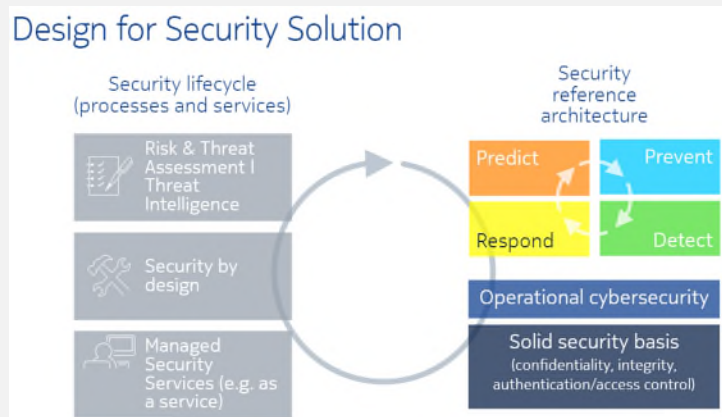 Design for Security Solution
Security lifecycle
(processes and services)
Risk & Threat
Assessment |
Threat
Intelligence
Security by
design
Managed
Security
Services (e.g. as
a service)
Security
reference
architecture
Predict
Prevent
Respond
Detect
Operational cybersecurity
Solid security basis
(confidentiality, integrity,
authentication/access control)